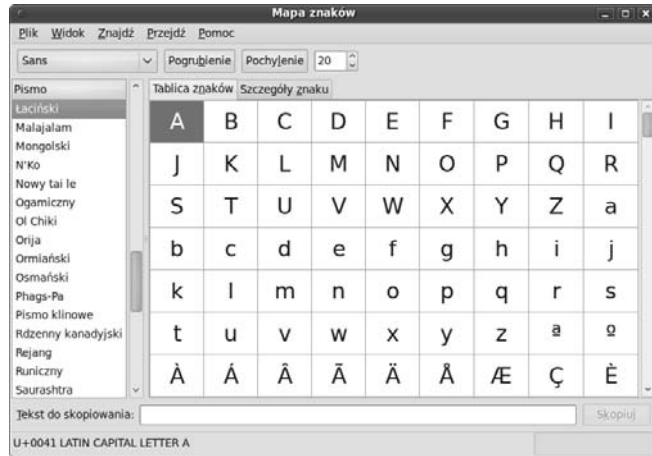 Mapa znaków
Plik Widok Znajdź Przejdź Pomoc
Sans Pogrubienie Pochylenie 20
Pismo Tablica znaków Szczegóły znaku
Łaciński
Malajalam
Mongolski
N'Ko
Nowy tai le
Ogamiczny
Ol Chiki
Orija
Ormiański
Osmański
Phags-Pa
Pismo klinowe
Rdzenny kanadyjski
Rejang
Runiczny
Saurashtra
A B C D E F G H I
J K L M N O P Q R
S T U V W X Y Z a
b c d e f g h i j
k l m n o p q r s
t u v w x y z ª º
À Á Â Ã Ä Å Æ Ç È
Tekst do skopiowania: Skopiuj
U+0041 LATIN CAPITAL LETTER A